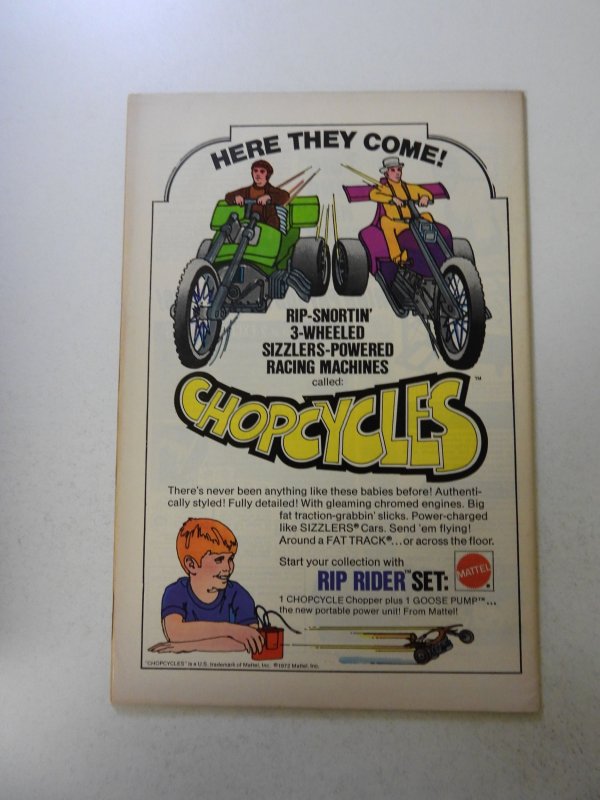 HERE THEY COME!
RIP-SNORTIN'
3-WHEELED
SIZZLERS-POWERED
RACING MACHINES
called:
CHOPCYCLES™
There's never been anything like these babies before! Authenti-
cally styled! Fully detailed! With gleaming chromed engines. Big
fat traction-grabbin' slicks. Power-charged
like SIZZLERS® Cars. Send 'em flying!
Around a FAT TRACK®...or across the floor.
Start your collection with
RIP RIDER™ SET:
MATTEL
1 CHOPCYCLE Chopper plus 1 GOOSE PUMP™...
the new portable power unit! From Mattel!
"CHOPCYCLES" is a U.S. trademark of Mattel, Inc. ©1972 Mattel, Inc.